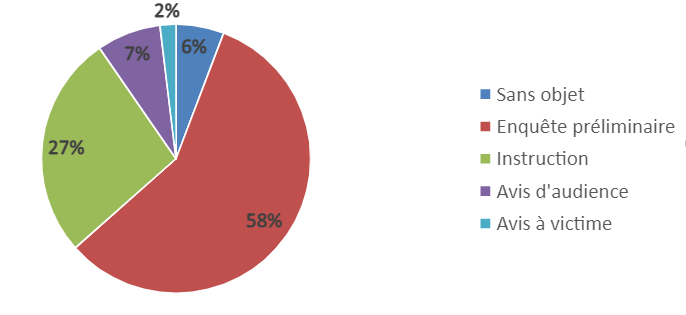 2%
6%
7%
27%
58%
Sans objet
Enquête préliminaire
Instruction
Avis d'audience
Avis à victime